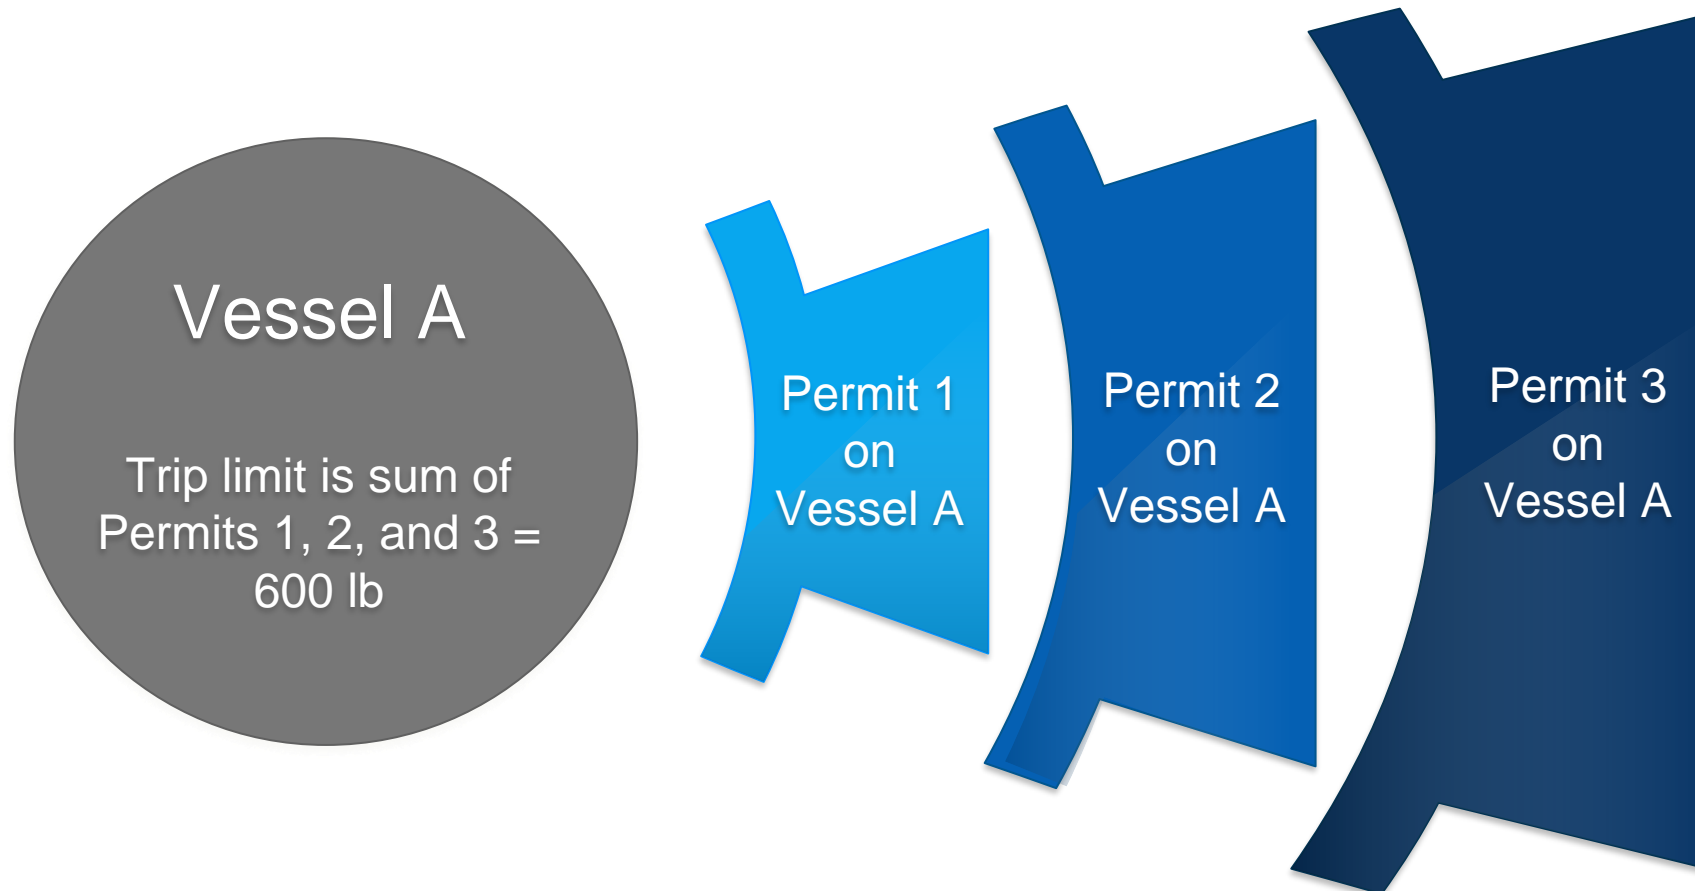 Vessel A
Trip limit is sum of
Permits 1, 2, and 3 =
600 lb
Permit 1
on
Vessel A
Permit 2
on
Vessel A
Permit 3
on
Vessel A